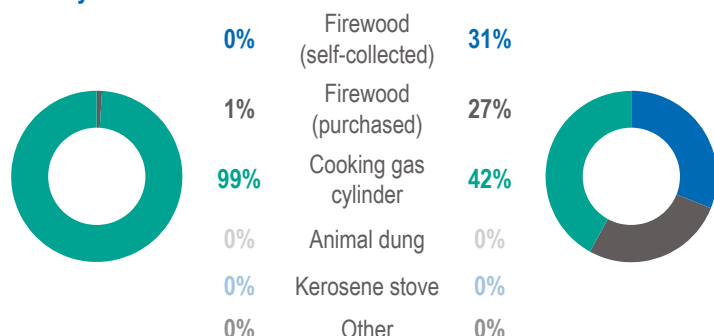 0% Firewood (self-collected) 31%
1% Firewood (purchased) 27%
99% Cooking gas cylinder 42%
0% Animal dung 0%
0% Kerosene stove 0%
0% Other 0%